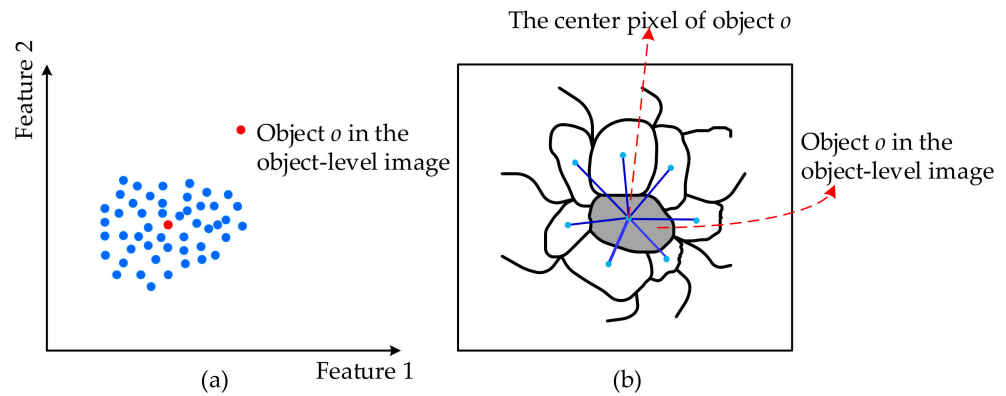 The center pixel of object o
Feature 2
Object o in the
object-level image
Feature 1
(a)
Object o in the
object-level image
(b)